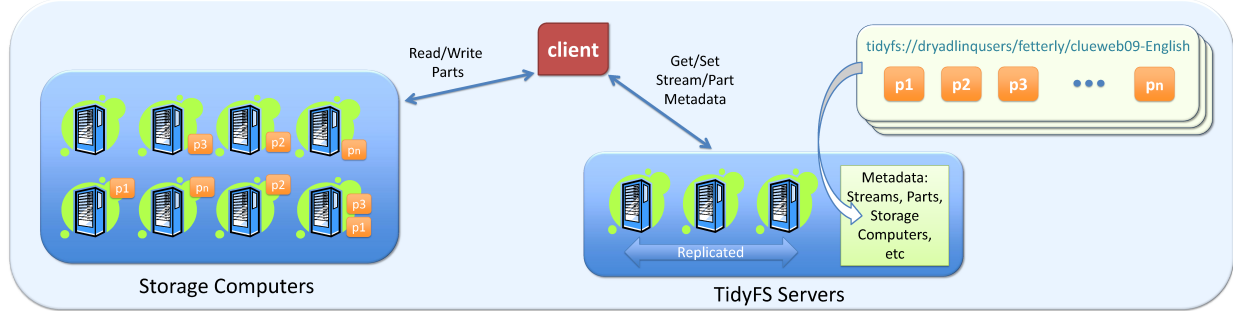 Read/Write
Parts
client
Get/Set
Stream/Part
Metadata
tidyfs://dryadlinqusers/fetterly/clueweb09-English
p1 p2 p3 ••• pn
p3 p2 pn
p1 pn p2 p3
p1
Storage Computers
Replicated
Metadata:
Streams, Parts,
Storage
Computers,
etc
TidyFS Servers